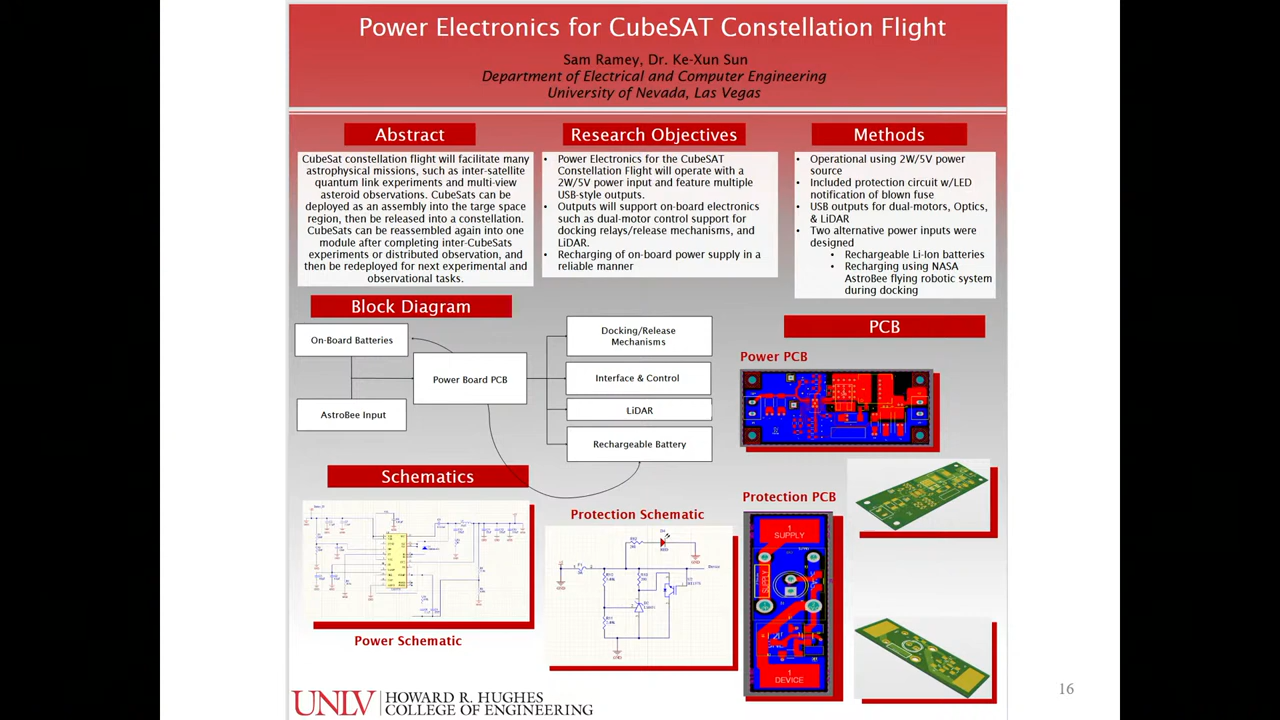 Power Electronics for CubeSAT Constellation Flight
Sam Ramey, Dr. Ke-Xun Sun
Department of Electrical and Computer Engineering
University of Nevada, Las Vegas
Abstract
CubeSat constellation flight will facilitate many
astrophysical missions, such as inter-satellite
quantum link experiments and multi-view
asteroid observations. CubeSats can be
deployed as an assembly into the targe space
region, then be released into a constellation.
CubeSats can be reassembled again into one
module after completing inter-CubeSats
experiments or distributed observation, and
then be redeployed for next experimental and
observational tasks.
Research Objectives
• Power Electronics for the CubeSAT
Constellation Flight will operate with a
2W/5V power input and feature multiple
USB-style outputs.
• Outputs will support on-board electronics
such as dual-motor control support for
docking relays/release mechanisms, and
LiDAR.
• Recharging of on-board power supply in a
reliable manner
Methods
• Operational using 2W/5V power
source
• Included protection circuit w/LED
notification of blown fuse
• USB outputs for dual-motors, Optics,
& LiDAR
• Two alternative power inputs were
designed
• Rechargeable Li-Ion batteries
• Recharging using NASA
AstroBee flying robotic system
during docking
Block Diagram
On-Board Batteries
AstroBee Input
Power Board PCB
Docking/Release
Mechanisms
Interface & Control
LiDAR
Rechargeable Battery
PCB
Power PCB
Protection PCB
1
SUPPLY
SUPPLY
1
DEVICE
Schematics
Power Schematic
Protection Schematic
UNLV
HOWARD R. HUGHES
COLLEGE OF ENGINEERING
16